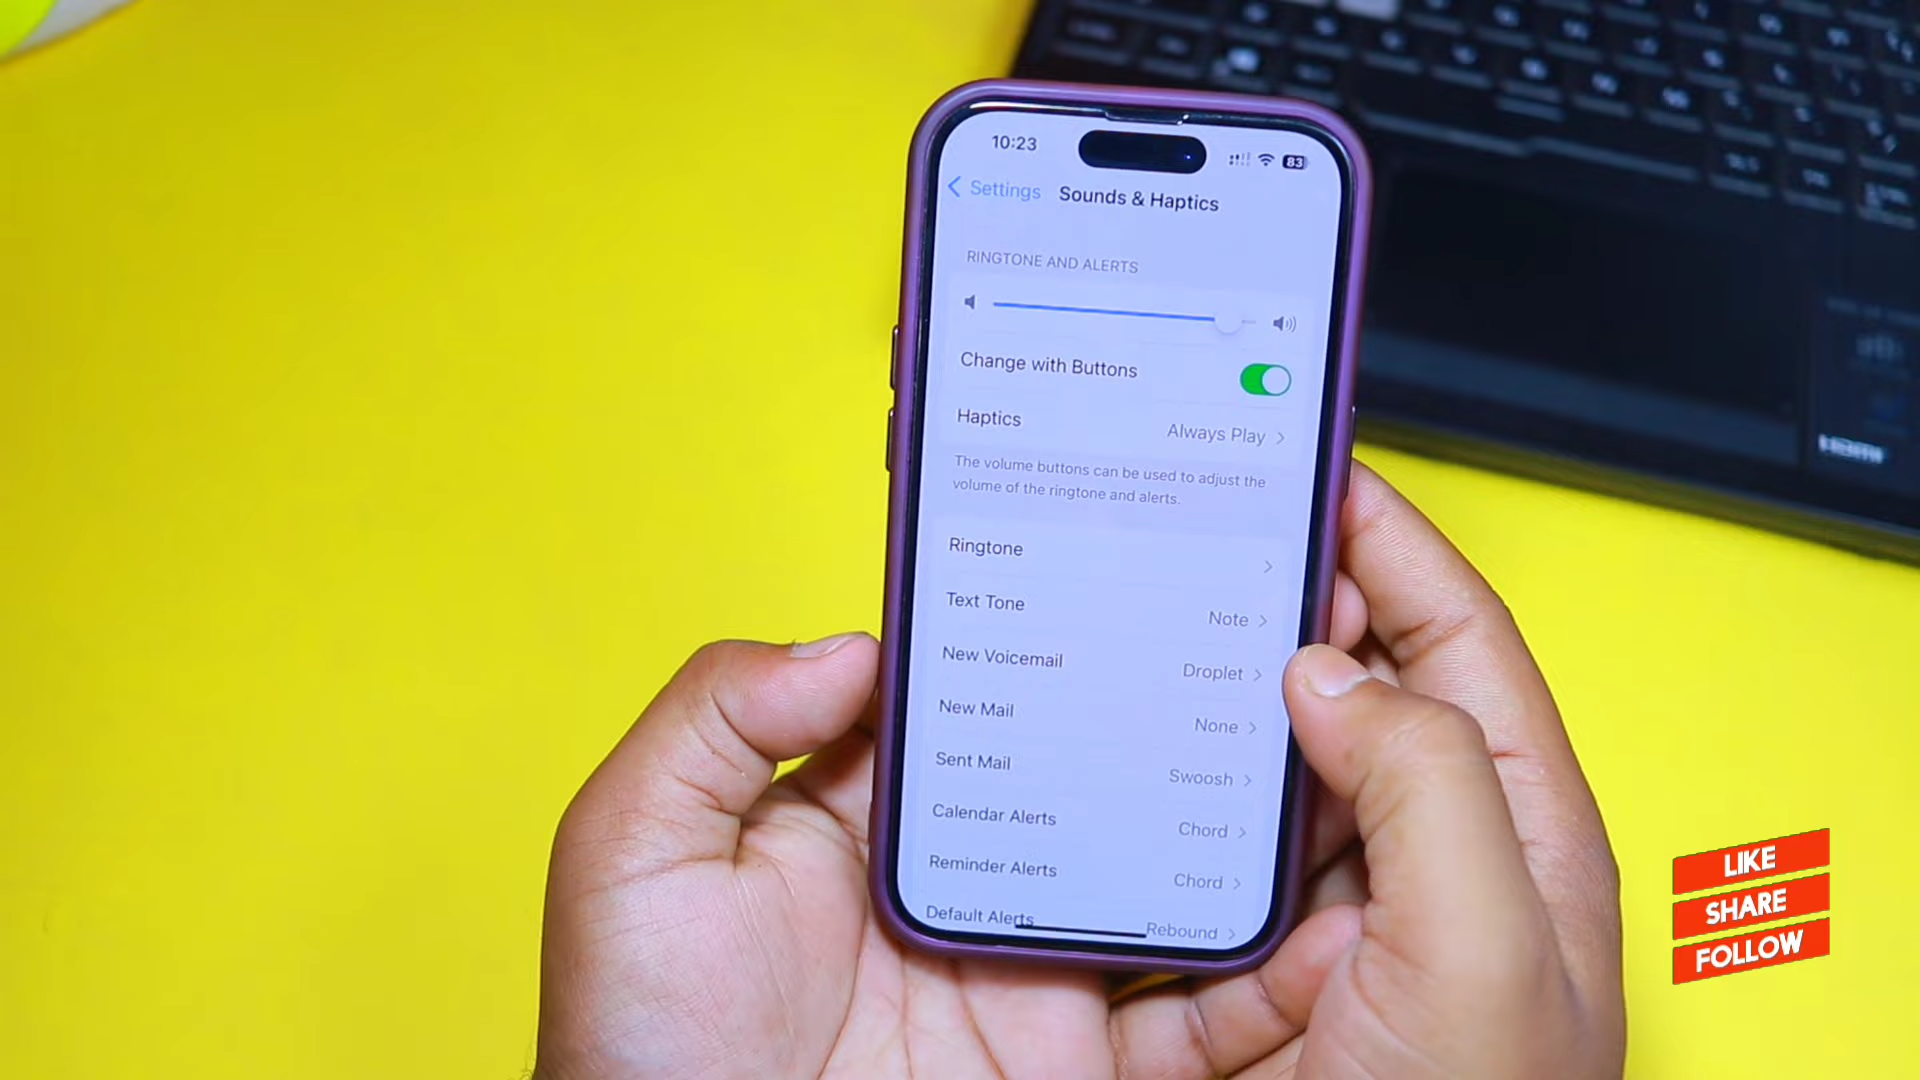 10:23
83
Settings
Sounds & Haptics
RINGTONE AND ALERTS
Change with Buttons
Haptics
Always Play
The volume buttons can be used to adjust the
volume of the ringtone and alerts.
Ringtone
Text Tone
Note
New Voicemail
Droplet
New Mail
None
Sent Mail
Swoosh
Calendar Alerts
Chord
Reminder Alerts
Chord
Default Alerts
Rebound
HDMI
LIKE
SHARE
FOLLOW